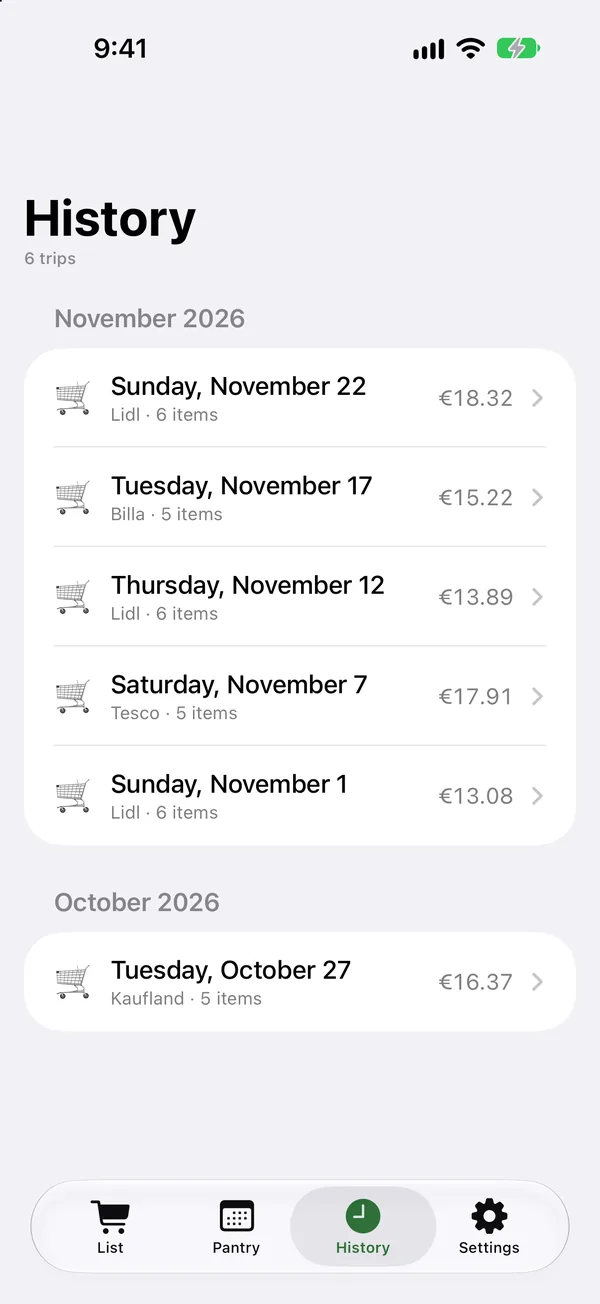 9:41
History
6 trips
November 2026
Sunday, November 22
Lidl · 6 items
€18.32
Tuesday, November 17
Billa · 5 items
€15.22
Thursday, November 12
Lidl · 6 items
€13.89
Saturday, November 7
Tesco · 5 items
€17.91
Sunday, November 1
Lidl · 6 items
€13.08
October 2026
Tuesday, October 27
Kaufland · 5 items
€16.37
List
Pantry
History
Settings